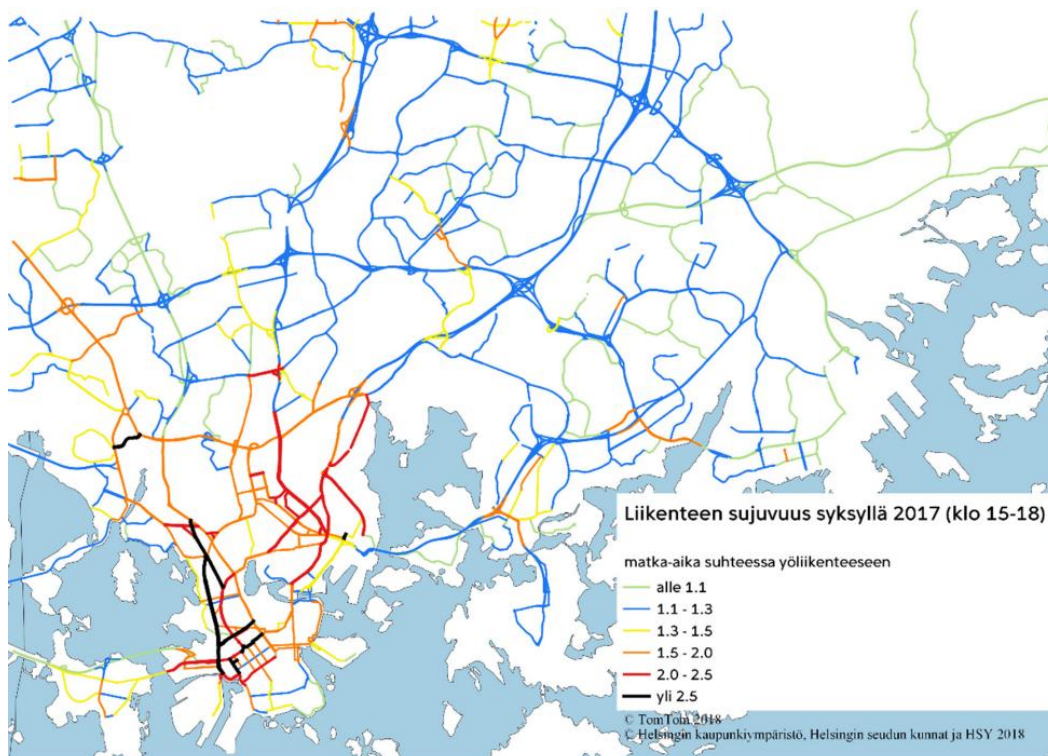 Liikenteen sujuvuus syksyllä 2017 (klo 15-18)
matka-aika suhteessa yöliikenteeseen
alle 1.1
1.1 - 1.3
1.3 - 1.5
1.5 - 2.0
2.0 - 2.5
yli 2.5
© TomTom 2018
© Helsingin kaupunkiympäristö, Helsingin seudun kunnat ja HSY 2018